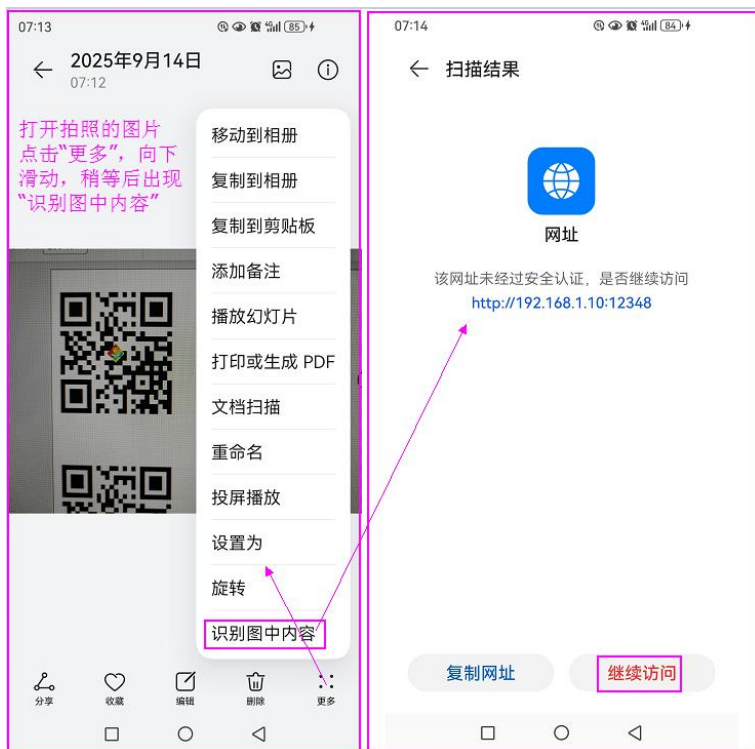 07:13
85
2025年9月14日
07:12
打开拍照的图片
点击“更多”，向下
滑动，稍等后出现
“识别图中内容”
移动到相册
复制到相册
复制到剪贴板
添加备注
播放幻灯片
打印或生成 PDF
文档扫描
重命名
投屏播放
设置为
旋转
识别图中内容
分享
收藏
编辑
删除
更多
07:14
84
扫描结果
网址
该网址未经过安全认证，是否继续访问
http://192.168.1.10:12348
复制网址
继续访问